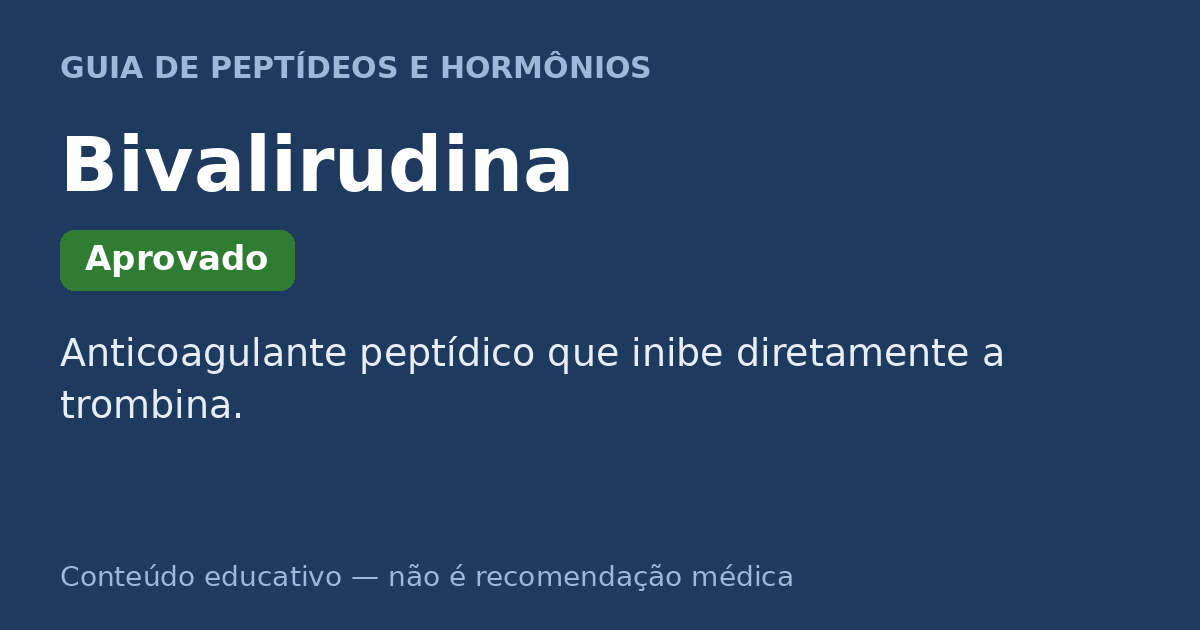 GUIA DE PEPTÍDEOS E HORMÔNIOS
Bivalirudina
Aprovado
Anticoagulante peptídico que inibe diretamente a
trombina.
Conteúdo educativo — não é recomendação médica